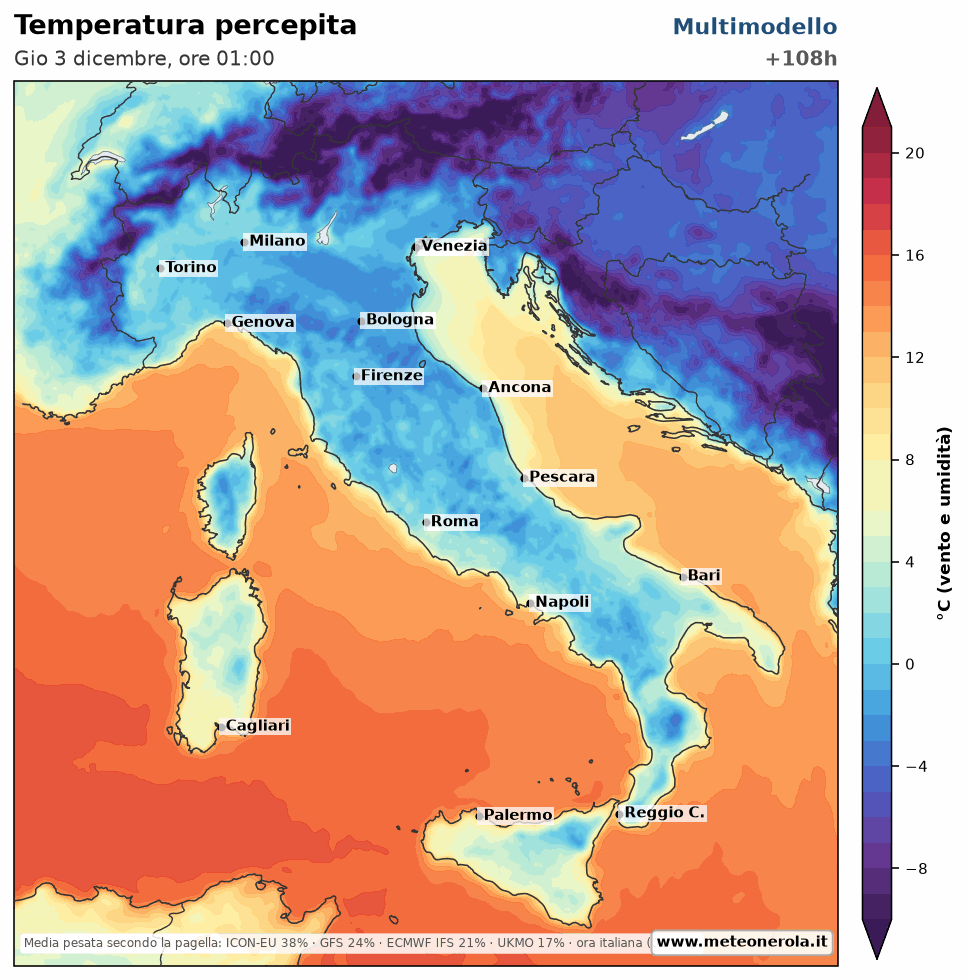 Temperatura percepita
Multimodello
Gio 3 dicembre, ore 01:00
+108h
Milano
Venezia
Torino
Genova
Bologna
Firenze
Ancona
Pescara
Roma
Bari
Napoli
Cagliari
Palermo
Reggio C.
20
16
12
8
4
0
−4
−8
°C (vento e umidità)
Media pesata secondo la pagella: ICON-EU 38% · GFS 24% · ECMWF IFS 21% · UKMO 17% · ora italiana (
www.meteonerola.it